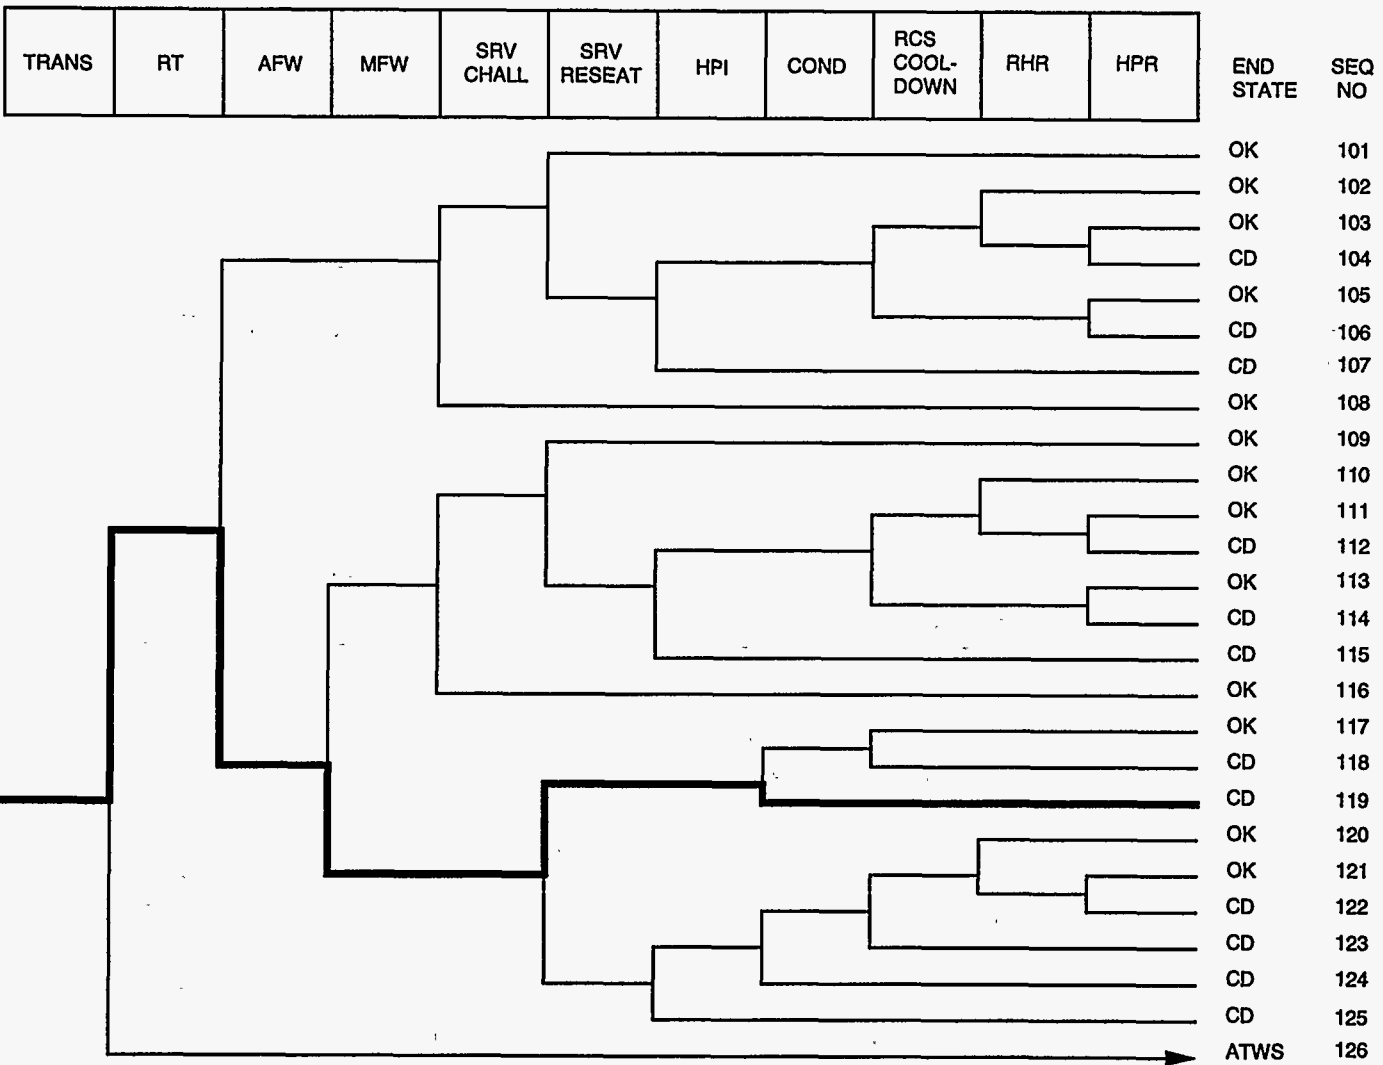 TRANS
RT
AFW
MFW
SRV
CHALL
SRV
RESEAT
HPI
COND
RCS
COOL-
DOWN
RHR
HPR
END
STATE
SEQ
NO
OK 101
OK 102
OK 103
CD 104
OK 105
CD 106
CD 107
OK 108
OK 109
OK 110
OK 111
CD 112
OK 113
CD 114
CD 115
OK 116
OK 117
CD 118
CD 119
OK 120
OK 121
CD 122
CD 123
CD 124
CD 125
ATWS 126